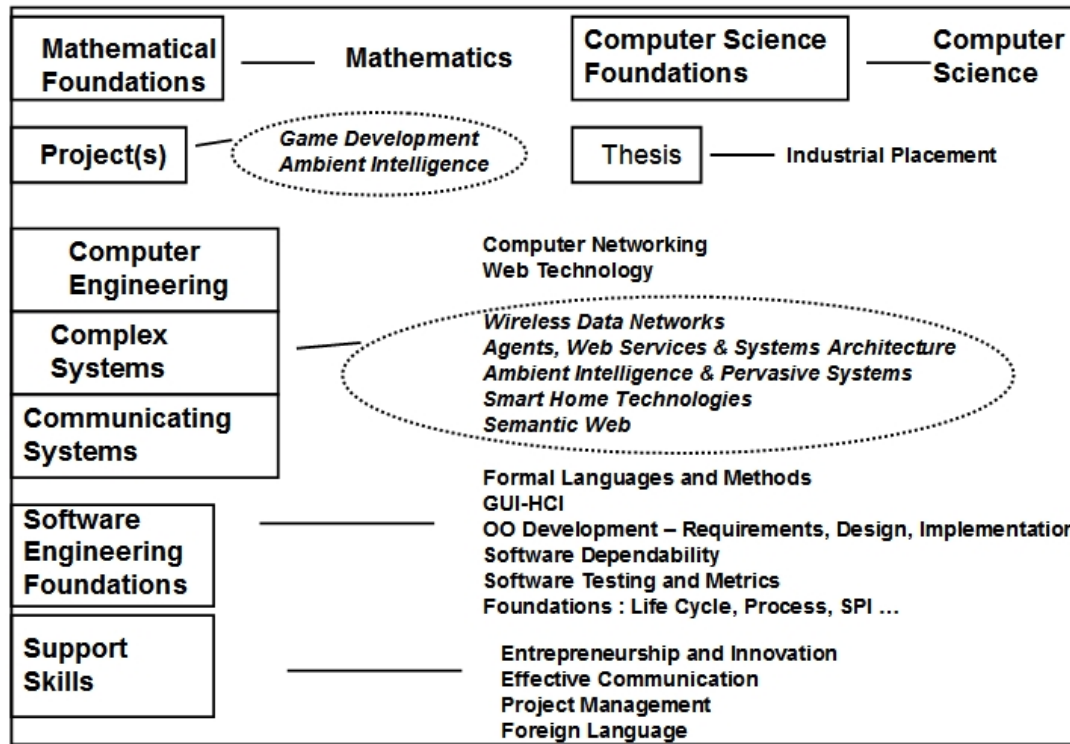 Mathematical
Foundations
Mathematics
Computer Science
Foundations
Computer
Science
Project(s)
Game Development
Ambient Intelligence
Thesis
Industrial Placement
Computer
Engineering
Complex
Systems
Communicating
Systems
Computer Networking
Web Technology
Wireless Data Networks
Agents, Web Services & Systems Architecture
Ambient Intelligence & Pervasive Systems
Smart Home Technologies
Semantic Web
Software
Engineering
Foundations
Formal Languages and Methods
GUI-HCI
OO Development – Requirements, Design, Implementation
Software Dependability
Software Testing and Metrics
Foundations : Life Cycle, Process, SPI ...
Support
Skills
Entrepreneurship and Innovation
Effective Communication
Project Management
Foreign Language